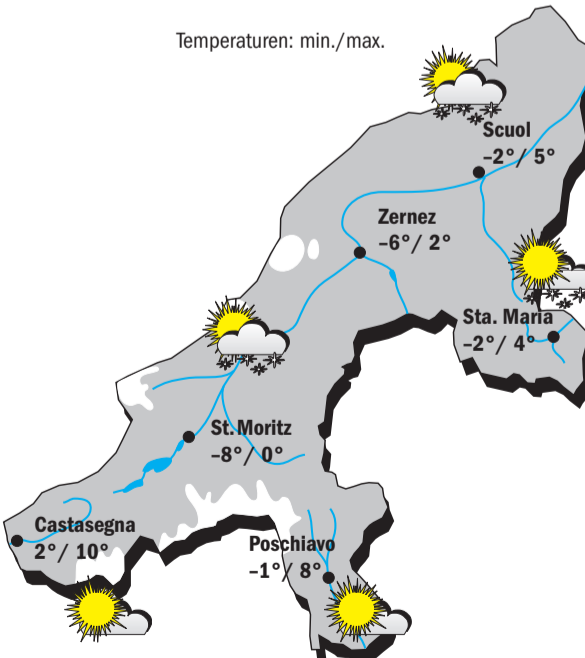 Temperaturen: min./max.
Scuol
–2°/ 5°
Zernez
–6°/ 2°
Sta. Maria
–2°/ 4°
St. Moritz
–8°/ 0°
Castasegna
2°/ 10°
Poschiavo
–1°/ 8°